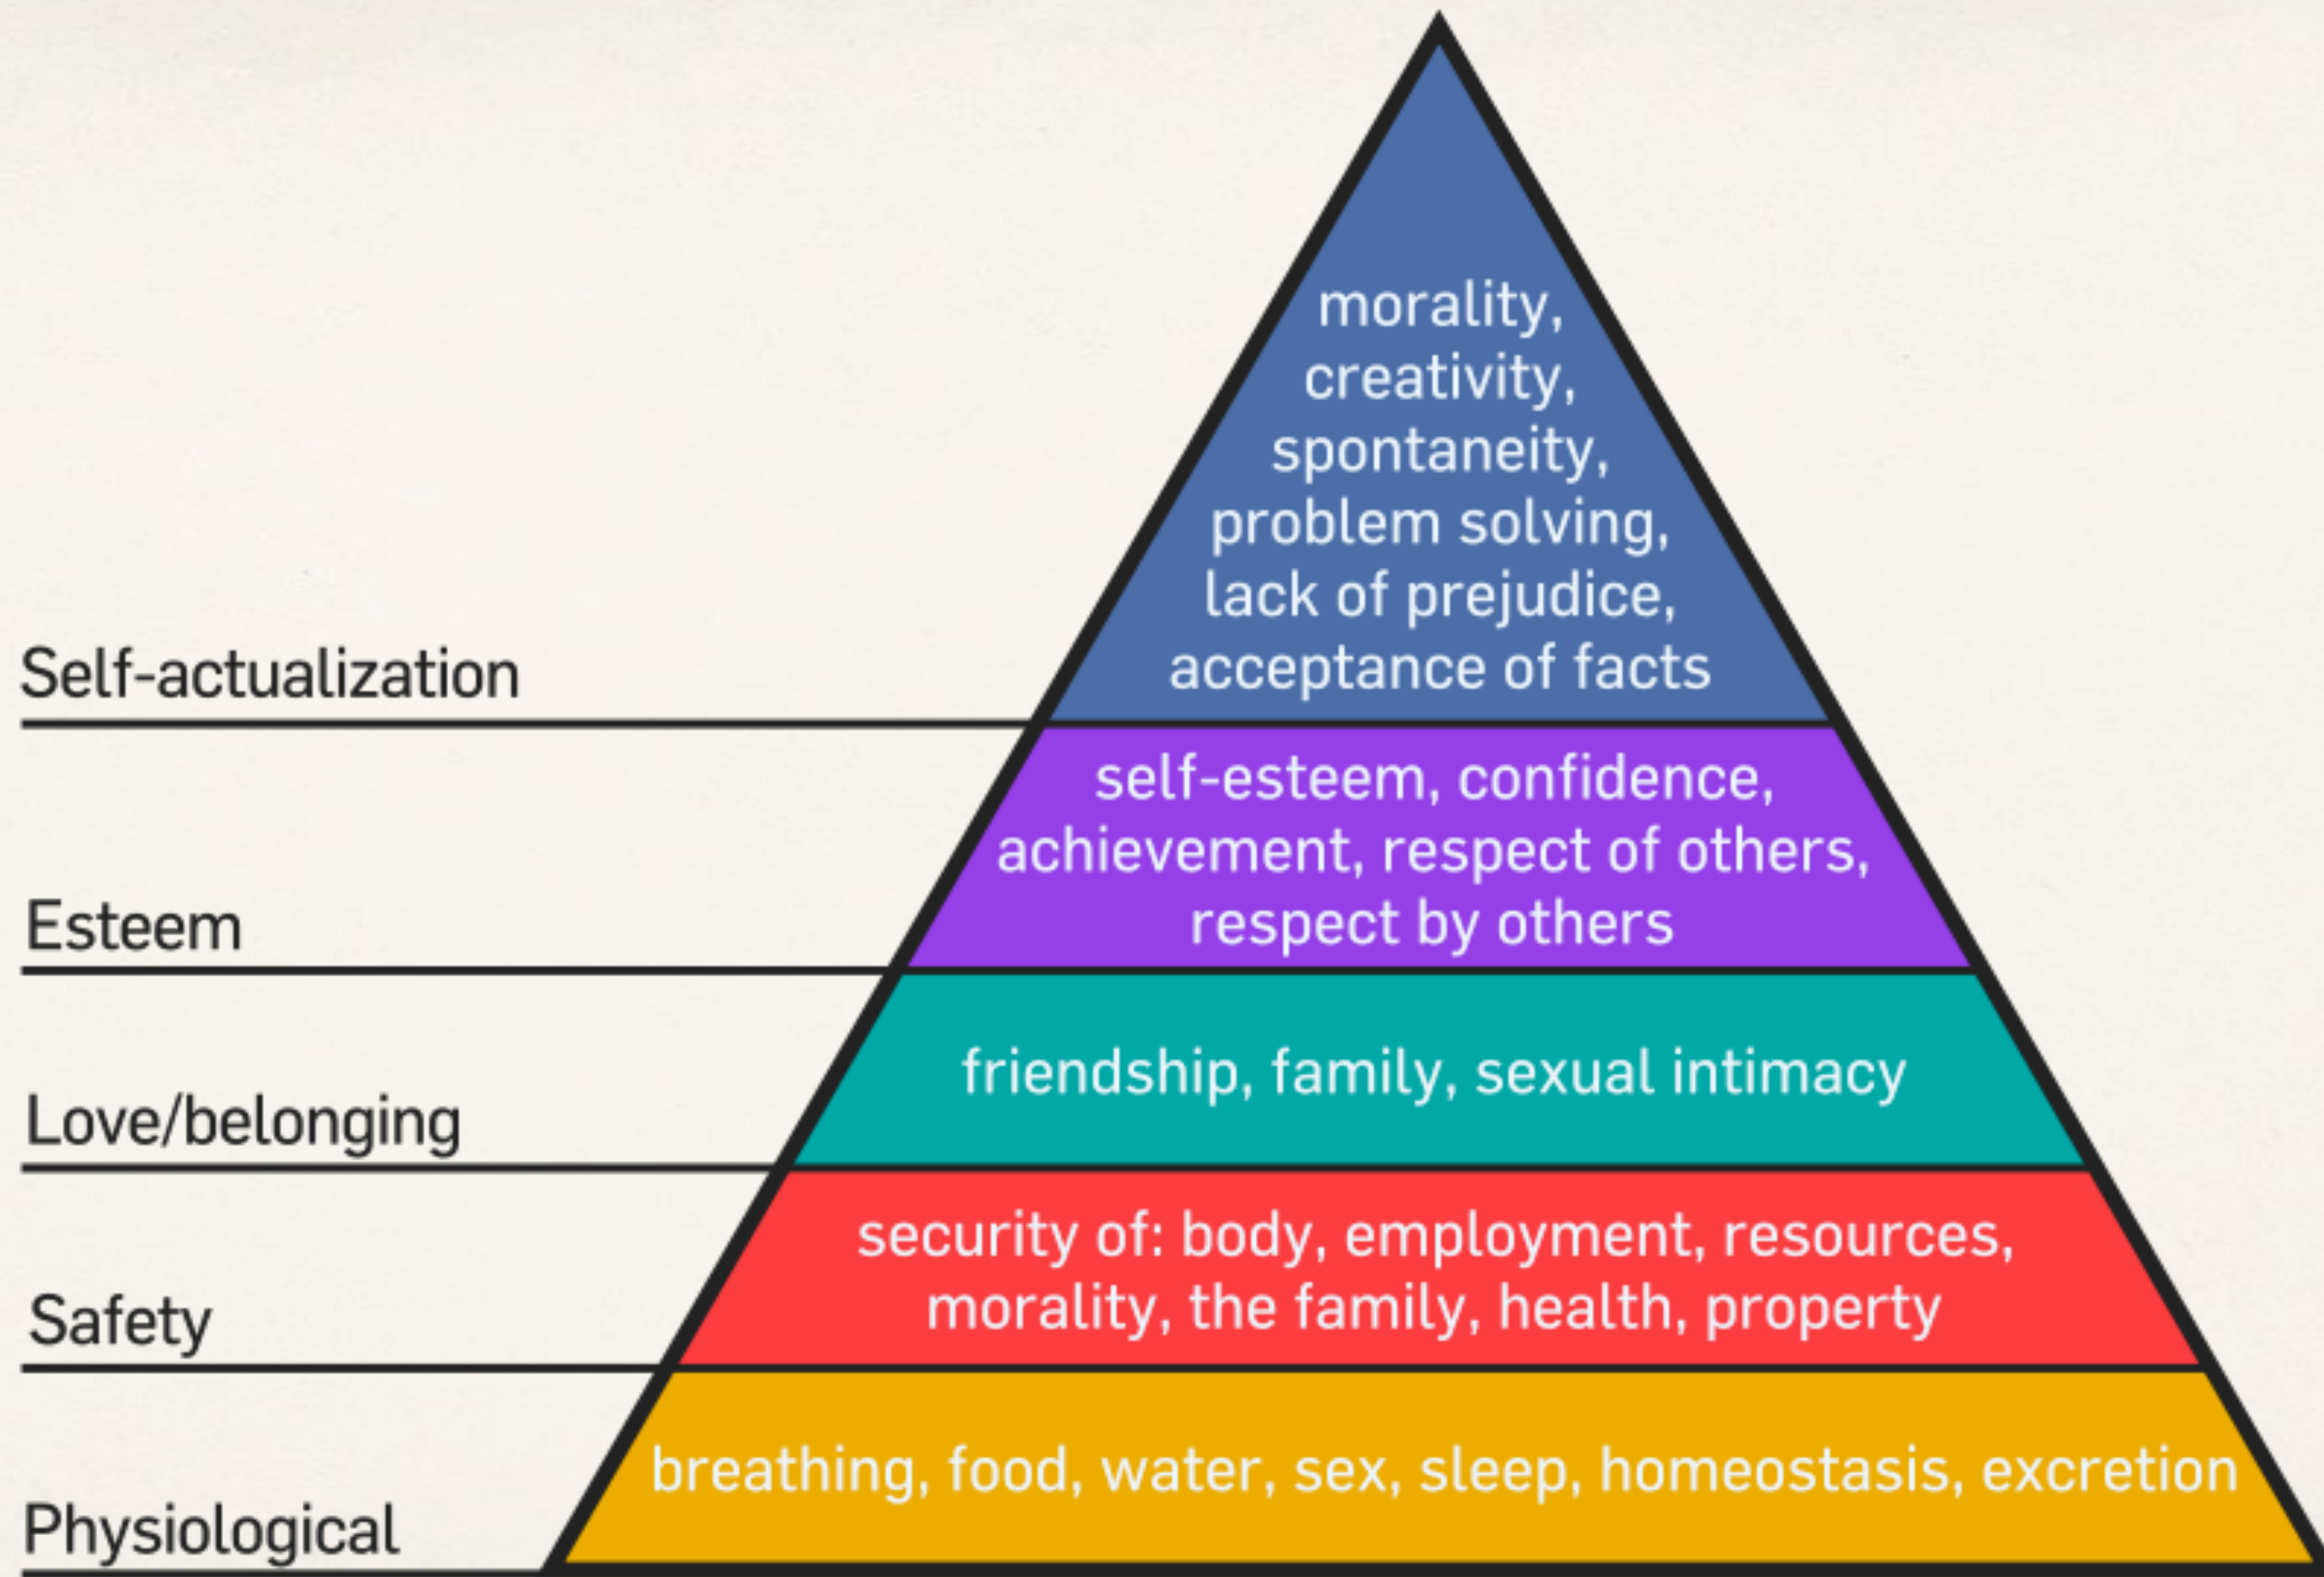 morality,
creativity,
spontaneity,
problem solving,
lack of prejudice,
acceptance of facts
Self-actualization
self-esteem, confidence,
achievement, respect of others,
respect by others
Esteem
friendship, family, sexual intimacy
Love/belonging
security of: body, employment, resources,
morality, the family, health, property
Safety
breathing, food, water, sex, sleep, homeostasis, excretion
Physiological